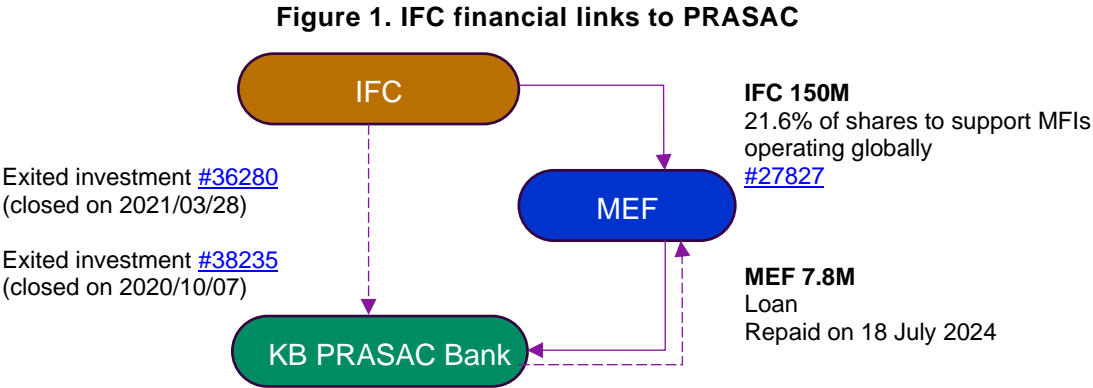 Figure 1. IFC financial links to PRASAC
IFC
IFC 150M
21.6% of shares to support MFIs
operating globally
#27827
Exited investment #36280
(closed on 2021/03/28)
MEF
Exited investment #38235
(closed on 2020/10/07)
MEF 7.8M
Loan
Repaid on 18 July 2024
KB PRASAC Bank